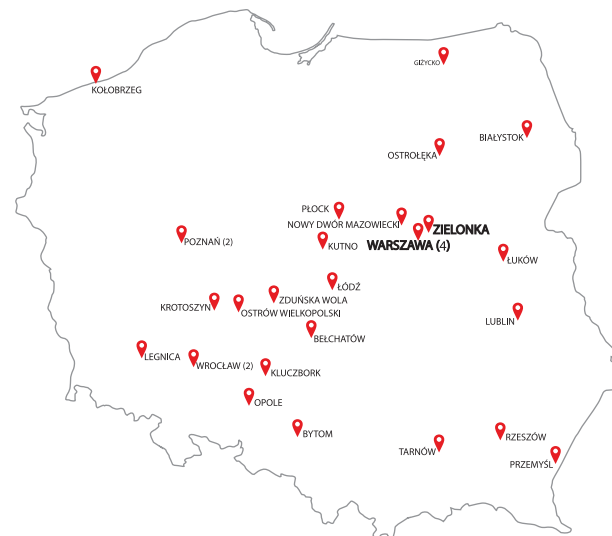 GIŻYCKO
KOŁOBRZEG
BIAŁYSTOK
OSTROŁĘKA
PŁOCK
NOWY DWÓR MAZOWIECKI
ZIELONKA
POZNAŃ (2)
KUTNO
WARSZAWA (4)
ŁUKÓW
ŁÓDŹ
ZDUŃSKA WOLA
KROTOSZYN
OSTRÓW WIELKOPOLSKI
LUBLIN
BEŁCHATÓW
LEGNICA
WROCŁAW (2)
KLUCZBORK
OPOLE
BYTOM
RZESZÓW
TARNÓW
PRZEMYŚL